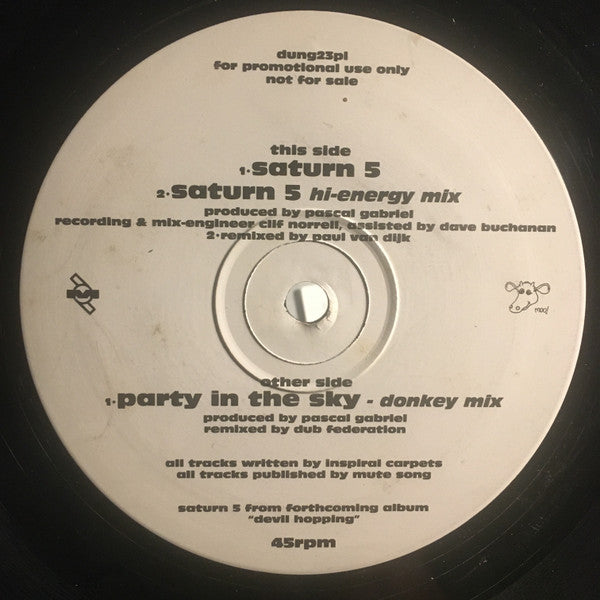 dung23pl
for promotional use only
not for sale
this side
1·saturn 5
2·saturn 5 hi-energy mix
produced by pascal gabriel
recording & mix-engineer clif norrell, assisted by dave buchanan
2·remixed by paul van dijk
moo!
other side
1·party in the sky - donkey mix
produced by pascal gabriel
remixed by dub federation
all tracks written by inspiral carpets
all tracks published by mute song
saturn 5 from forthcoming album
"devil hopping"
45rpm